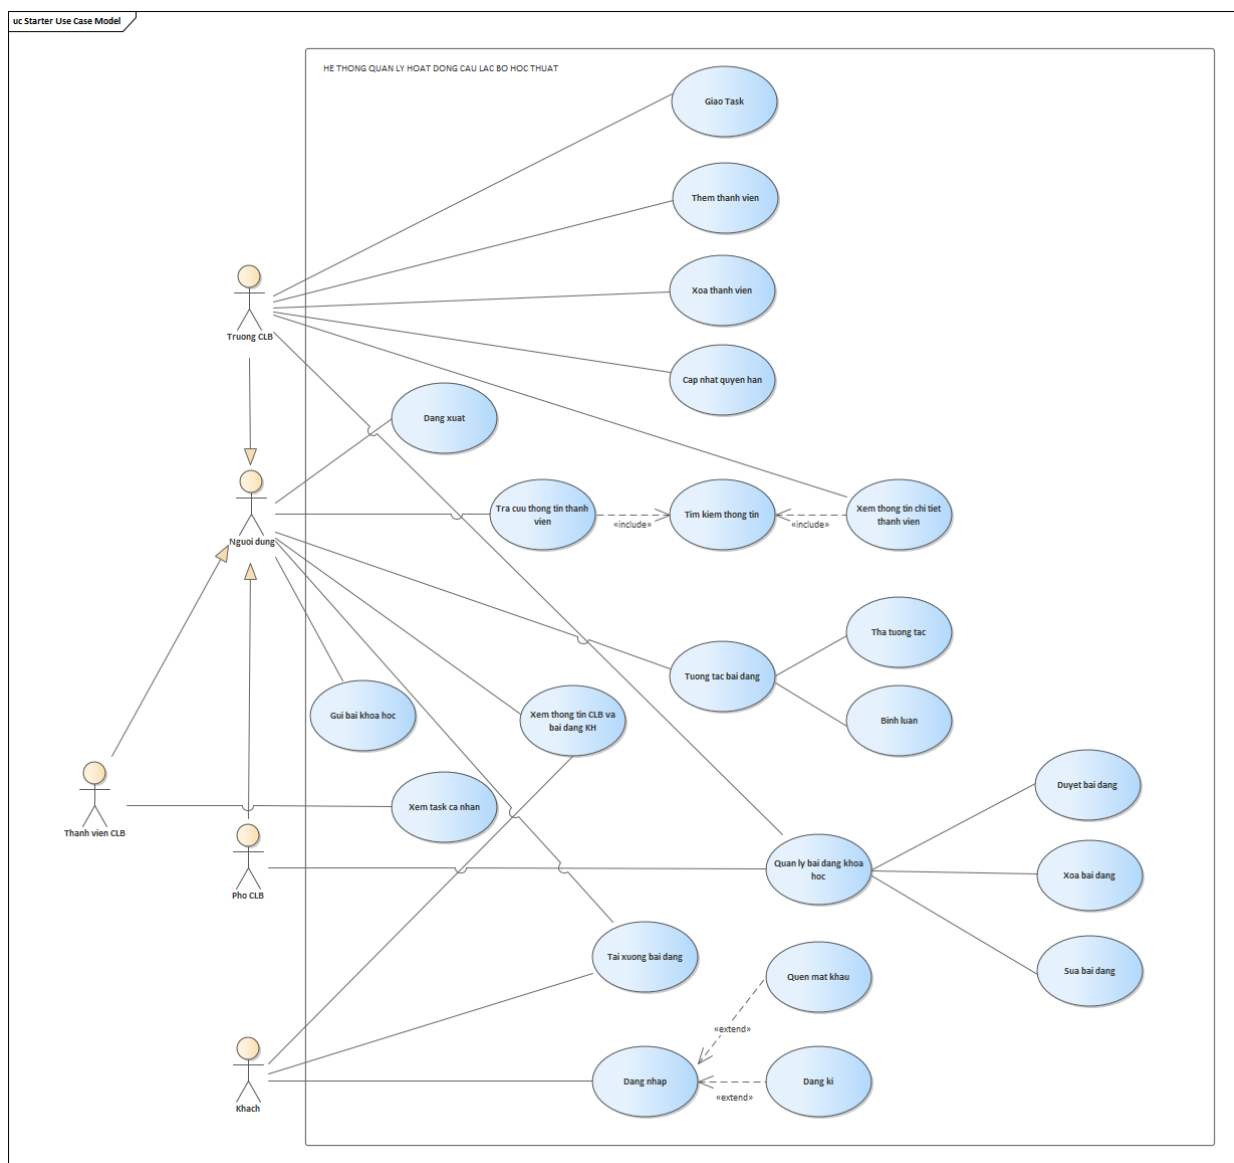 uc Starter Use Case Model
HE THONG QUAN LY HOAT DONG CAU LAC BO HOC THUAT
Giao Task
Them thanh vien
Xoa thanh vien
Truong CLB
Cap nhat quyen han
Dang xuat
Tra cuu thong tin thanh
vien
«include»
Tim kiem thong tin
«include»
Xem thong tin chi tiet
thanh vien
Nguoi dung
Tha tuong tac
Tuong tac bai dang
Gui bai khoa hoc
Xem thong tin CLB va
bai dang KH
Binh luan
Duyet bai dang
Xem task ca nhan
Thanh vien CLB
Quan ly bai dang khoa
hoc
Xoa bai dang
Pho CLB
Tai xuong bai dang
Quen mat khau
Sua bai dang
«extend»
Dang nhap
Dang ki
«extend»
Khach